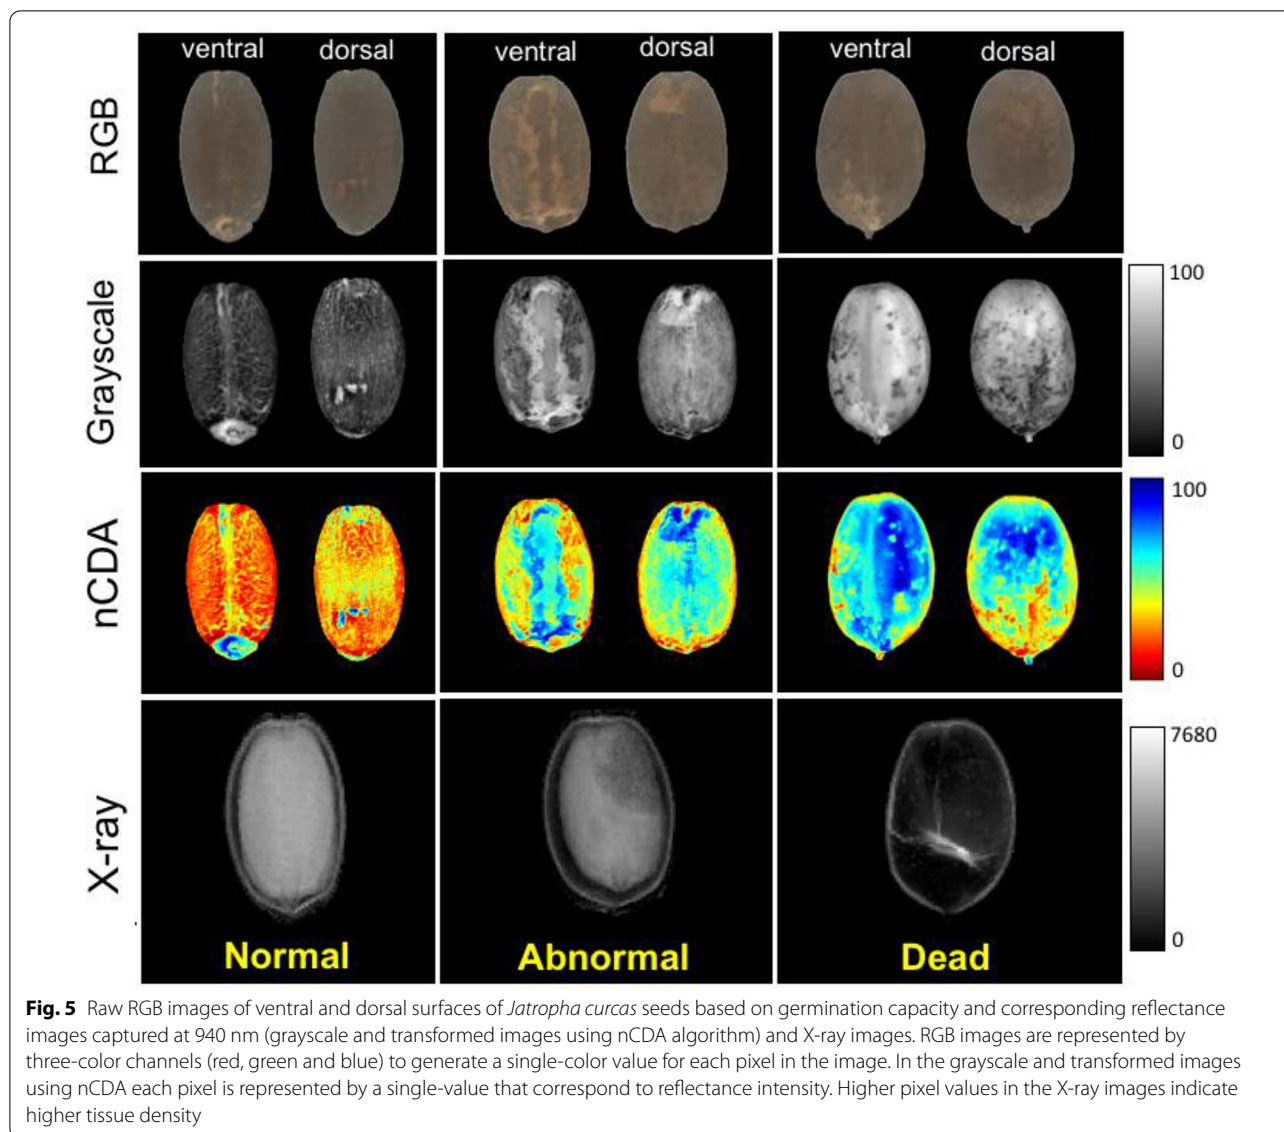 ventral dorsal ventral dorsal ventral dorsal
RGB
Grayscale
100
0
nCDA
100
0
X-ray
7680
0
Normal Abnormal Dead
Fig. 5 Raw RGB images of ventral and dorsal surfaces of Jatropha curcas seeds based on germination capacity and corresponding reflectance
images captured at 940 nm (grayscale and transformed images using nCDA algorithm) and X-ray images. RGB images are represented by
three-color channels (red, green and blue) to generate a single-color value for each pixel in the image. In the grayscale and transformed images
using nCDA each pixel is represented by a single-value that correspond to reflectance intensity. Higher pixel values in the X-ray images indicate
higher tissue density